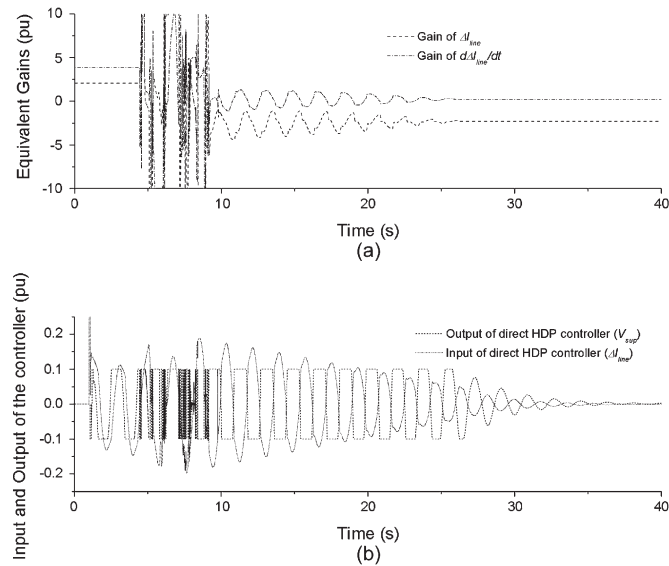 10
5
0
-5
-10
Equivalent Gains (pu)
Gain of ΔI_line
Gain of dΔI_line/dt
0 10 20 30 40
Time (s)
(a)
0.2
0.1
0.0
-0.1
-0.2
Input and Output of the controller (pu)
Output of direct HDP controller (V_sup)
Input of direct HDP controller (ΔI_line)
0 10 20 30 40
Time (s)
(b)